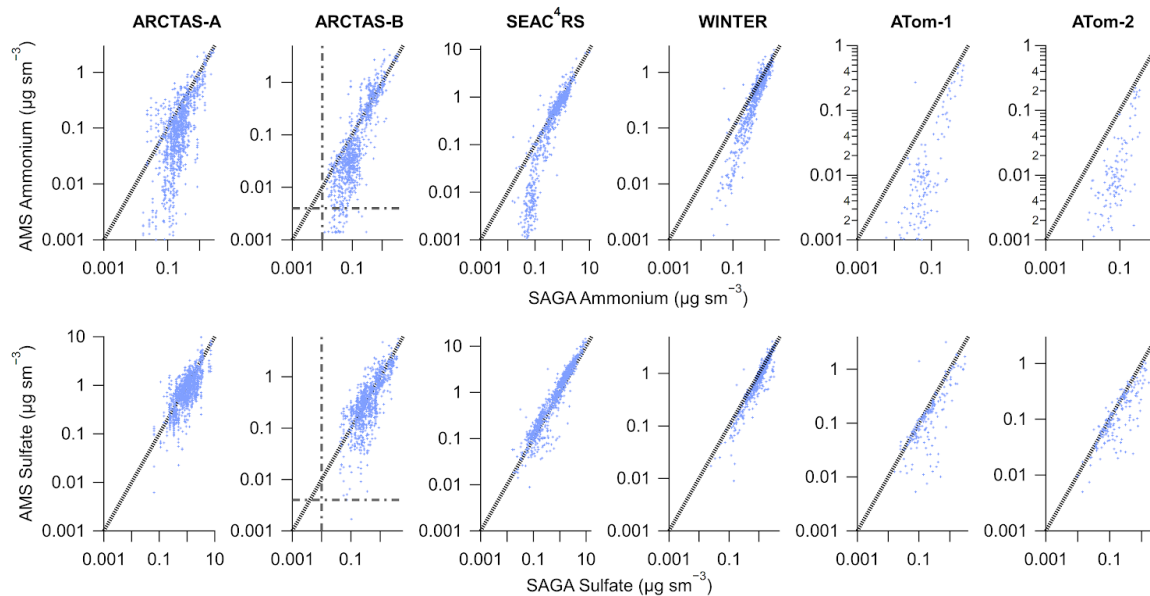 ARCTAS-A ARCTAS-B SEAC⁴RS WINTER ATom-1 ATom-2
AMS Ammonium (µg sm⁻³)
1 0.1 0.01 0.001
1 0.1 0.01 0.001
10 1 0.1 0.01 0.001
1 0.1 0.01 0.001
1 4 2 0.1 4 2 0.01 4 2 0.001
1 4 2 0.1 4 2 0.01 4 2 0.001
0.001 0.1 0.001 0.1 0.001 0.1 10 0.001 0.1 0.001 0.1 0.001 0.1
SAGA Ammonium (µg sm⁻³)
AMS Sulfate (µg sm⁻³)
10 1 0.1 0.01 0.001
1 0.1 0.01 0.001
10 1 0.1 0.01 0.001
1 0.1 0.01 0.001
1 0.1 0.01 0.001
1 0.1 0.01 0.001
0.001 0.1 10 0.001 0.1 0.001 0.1 10 0.001 0.1 0.001 0.1 0.001 0.1
SAGA Sulfate (µg sm⁻³)